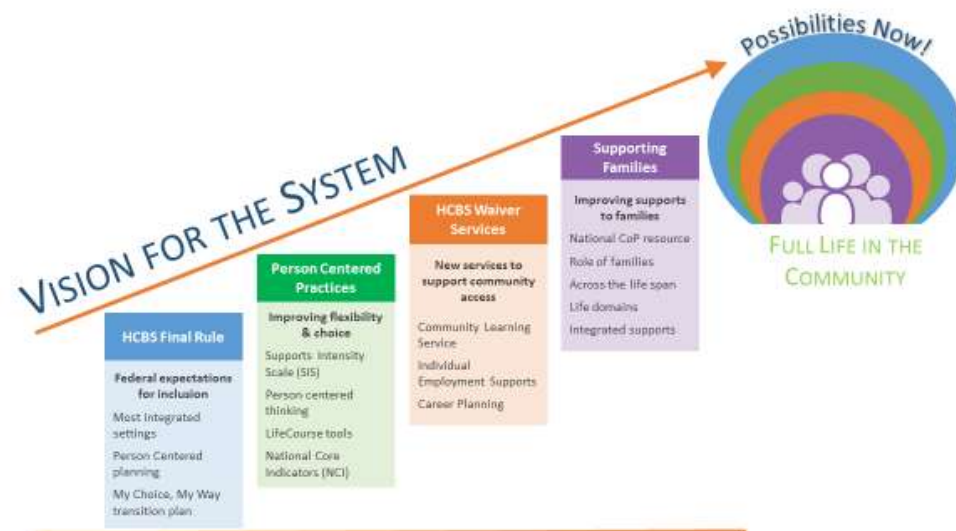 Possibilities Now!
VISION FOR THE SYSTEM
FULL LIFE IN THE
COMMUNITY
HCBS Final Rule
Federal expectations
for inclusion
Most integrated
settings
Person Centered
planning
My Choice, My Way
transition plan
Person Centered
Practices
Improving flexibility
& choice
Supports Intensity
Scale (SIS)
Person centered
thinking
LifeCourse tools
National Core
Indicators (NCI)
HCBS Waiver
Services
New services to
support community
access
Community Learning
Service
Individual
Employment Supports
Career Planning
Supporting
Families
Improving supports
to families
National CoP resource
Role of families
Across the life span
Life domains
Integrated supports